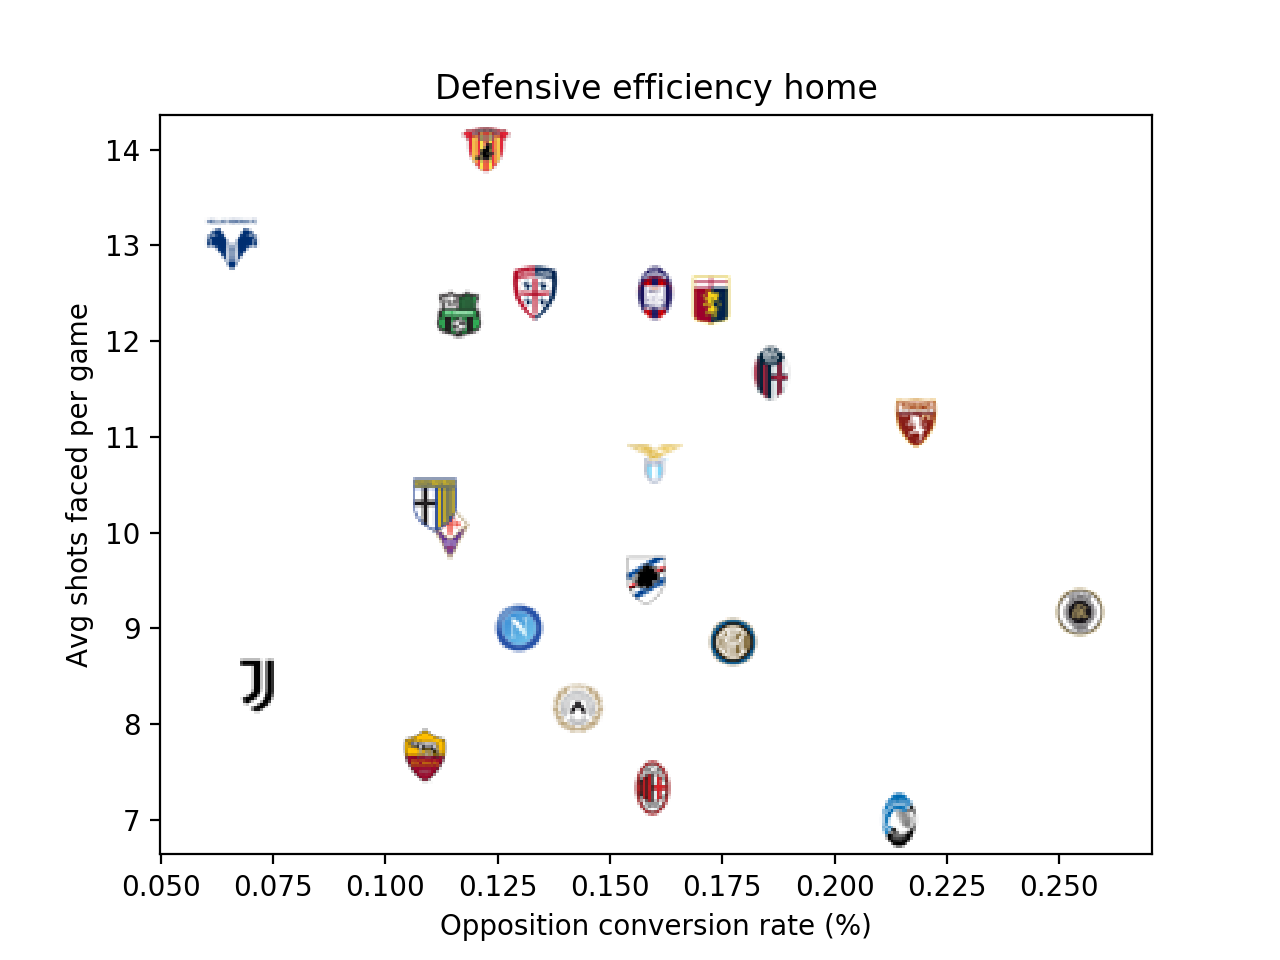 Defensive efficiency home
Avg shots faced per game
14
13
12
11
10
9
8
7
0.050 0.075 0.100 0.125 0.150 0.175 0.200 0.225 0.250
Opposition conversion rate (%)
N